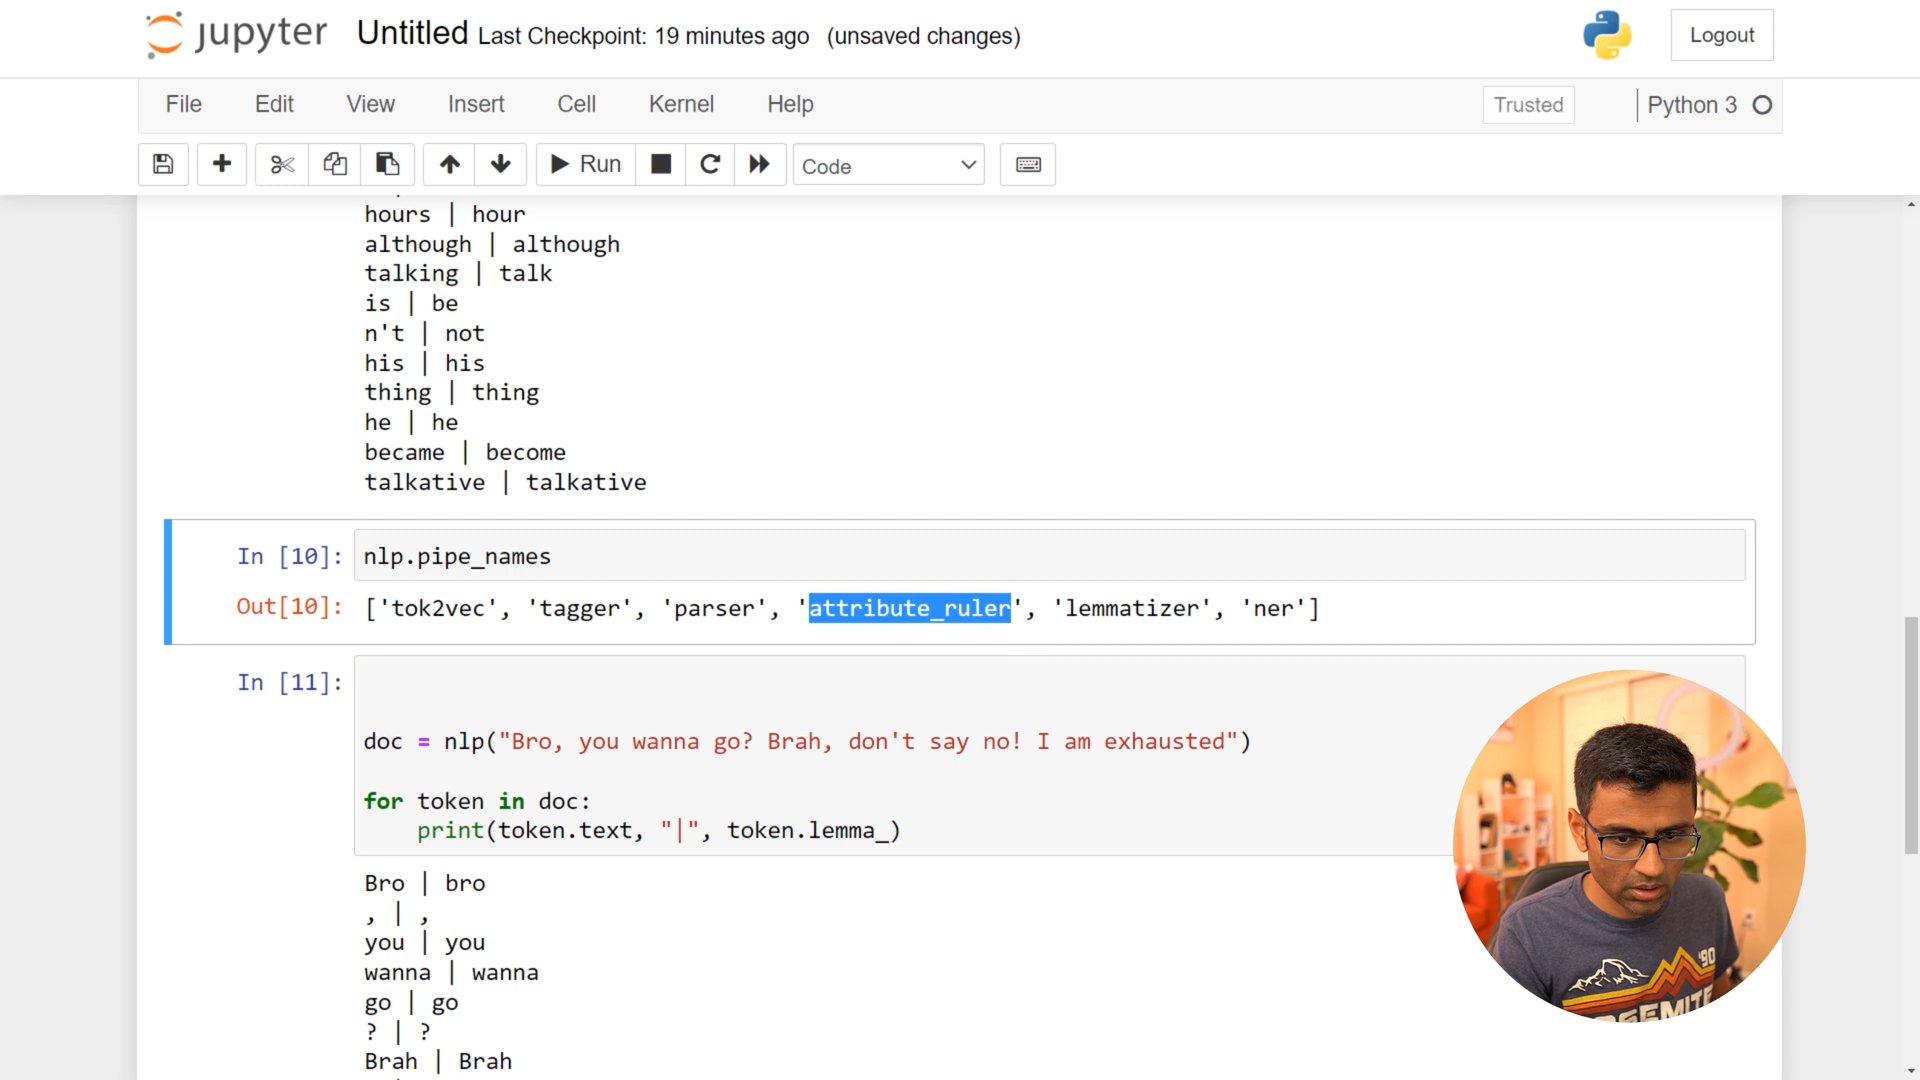 jupyter Untitled Last Checkpoint: 19 minutes ago (unsaved changes) Logout
File Edit View Insert Cell Kernel Help Trusted Python 3
Run Code
hours | hour
although | although
talking | talk
is | be
n't | not
his | his
thing | thing
he | he
became | become
talkative | talkative
In [10]: nlp.pipe_names
Out[10]: ['tok2vec', 'tagger', 'parser', 'attribute_ruler', 'lemmatizer', 'ner']
In [11]:
doc = nlp("Bro, you wanna go? Brah, don't say no! I am exhausted")
for token in doc:
    print(token.text, "|", token.lemma_)
Bro | bro
, | ,
you | you
wanna | wanna
go | go
? | ?
Brah | Brah
'90